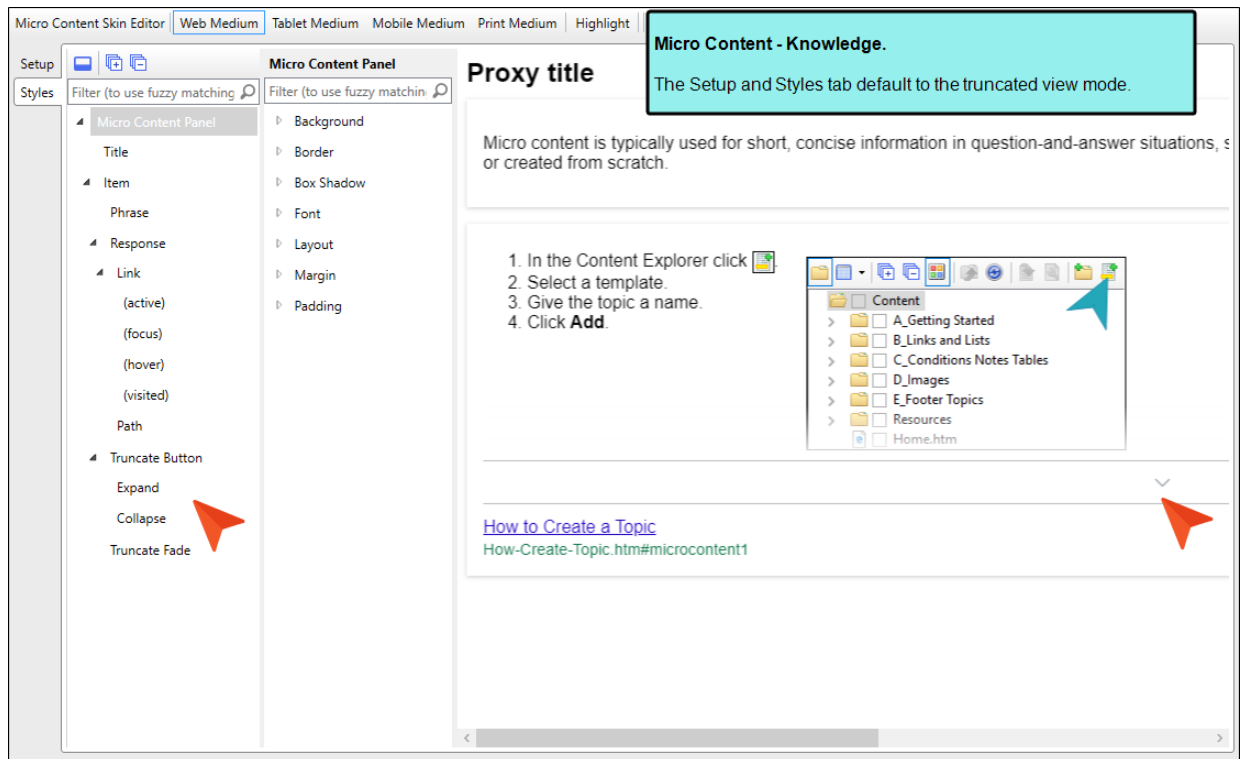 Micro Content Skin Editor Web Medium Tablet Medium Mobile Medium Print Medium Highlight
Micro Content - Knowledge.
The Setup and Styles tab default to the truncated view mode.
Setup
Styles
Filter (to use fuzzy matching
Micro Content Panel
Title
Item
Phrase
Response
Link
(active)
(focus)
(hover)
(visited)
Path
Truncate Button
Expand
Collapse
Truncate Fade
Micro Content Panel
Filter (to use fuzzy matchin
Background
Border
Box Shadow
Font
Layout
Margin
Padding
Proxy title
Micro content is typically used for short, concise information in question-and-answer situations, s
or created from scratch.
1. In the Content Explorer click .
2. Select a template.
3. Give the topic a name.
4. Click Add.
Content
A_Getting Started
B_Links and Lists
C_Conditions Notes Tables
D_Images
E_Footer Topics
Resources
Home.htm
How to Create a Topic
How-Create-Topic.htm#microcontent1